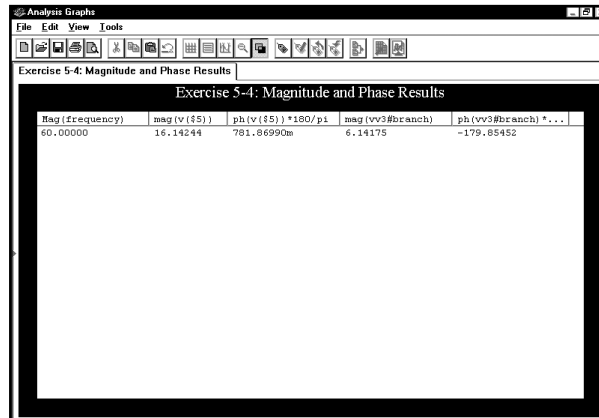 Analysis Graphs
File Edit View Tools
Exercise 5-4: Magnitude and Phase Results
Exercise 5-4: Magnitude and Phase Results
Mag(frequency) mag(v($5)) ph(v($5))*180/pi mag(vv3#branch) ph(vv3#branch)*...
60.00000 16.14244 781.86990m 6.14175 -179.85452